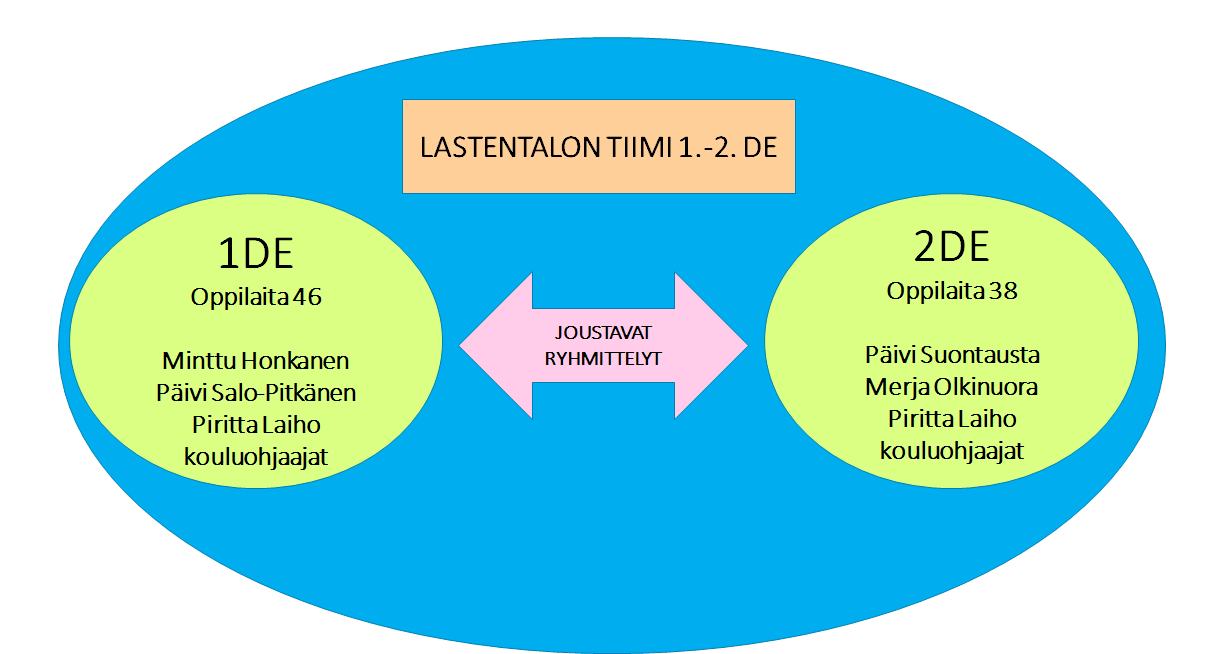 LASTENTALON TIIMI 1.-2. DE
1DE
Oppilaita 46
Minttu Honkanen
Päivi Salo-Pitkänen
Piritta Laiho
kouluohjaajat
JOUSTAVAT
RYHMITTELYT
2DE
Oppilaita 38
Päivi Suontausta
Merja Olkinuora
Piritta Laiho
kouluohjaajat